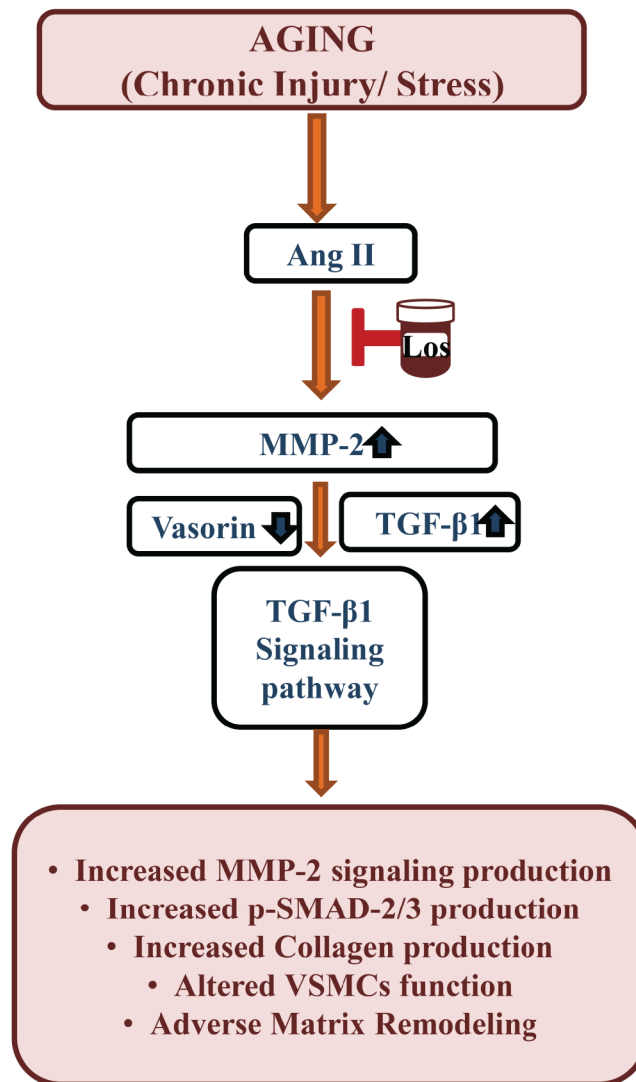 AGING
(Chronic Injury/ Stress)
Ang II
Los
MMP-2
Vasorin
TGF-β1
TGF-β1
Signaling
pathway
• Increased MMP-2 signaling production
• Increased p-SMAD-2/3 production
• Increased Collagen production
• Altered VSMCs function
• Adverse Matrix Remodeling